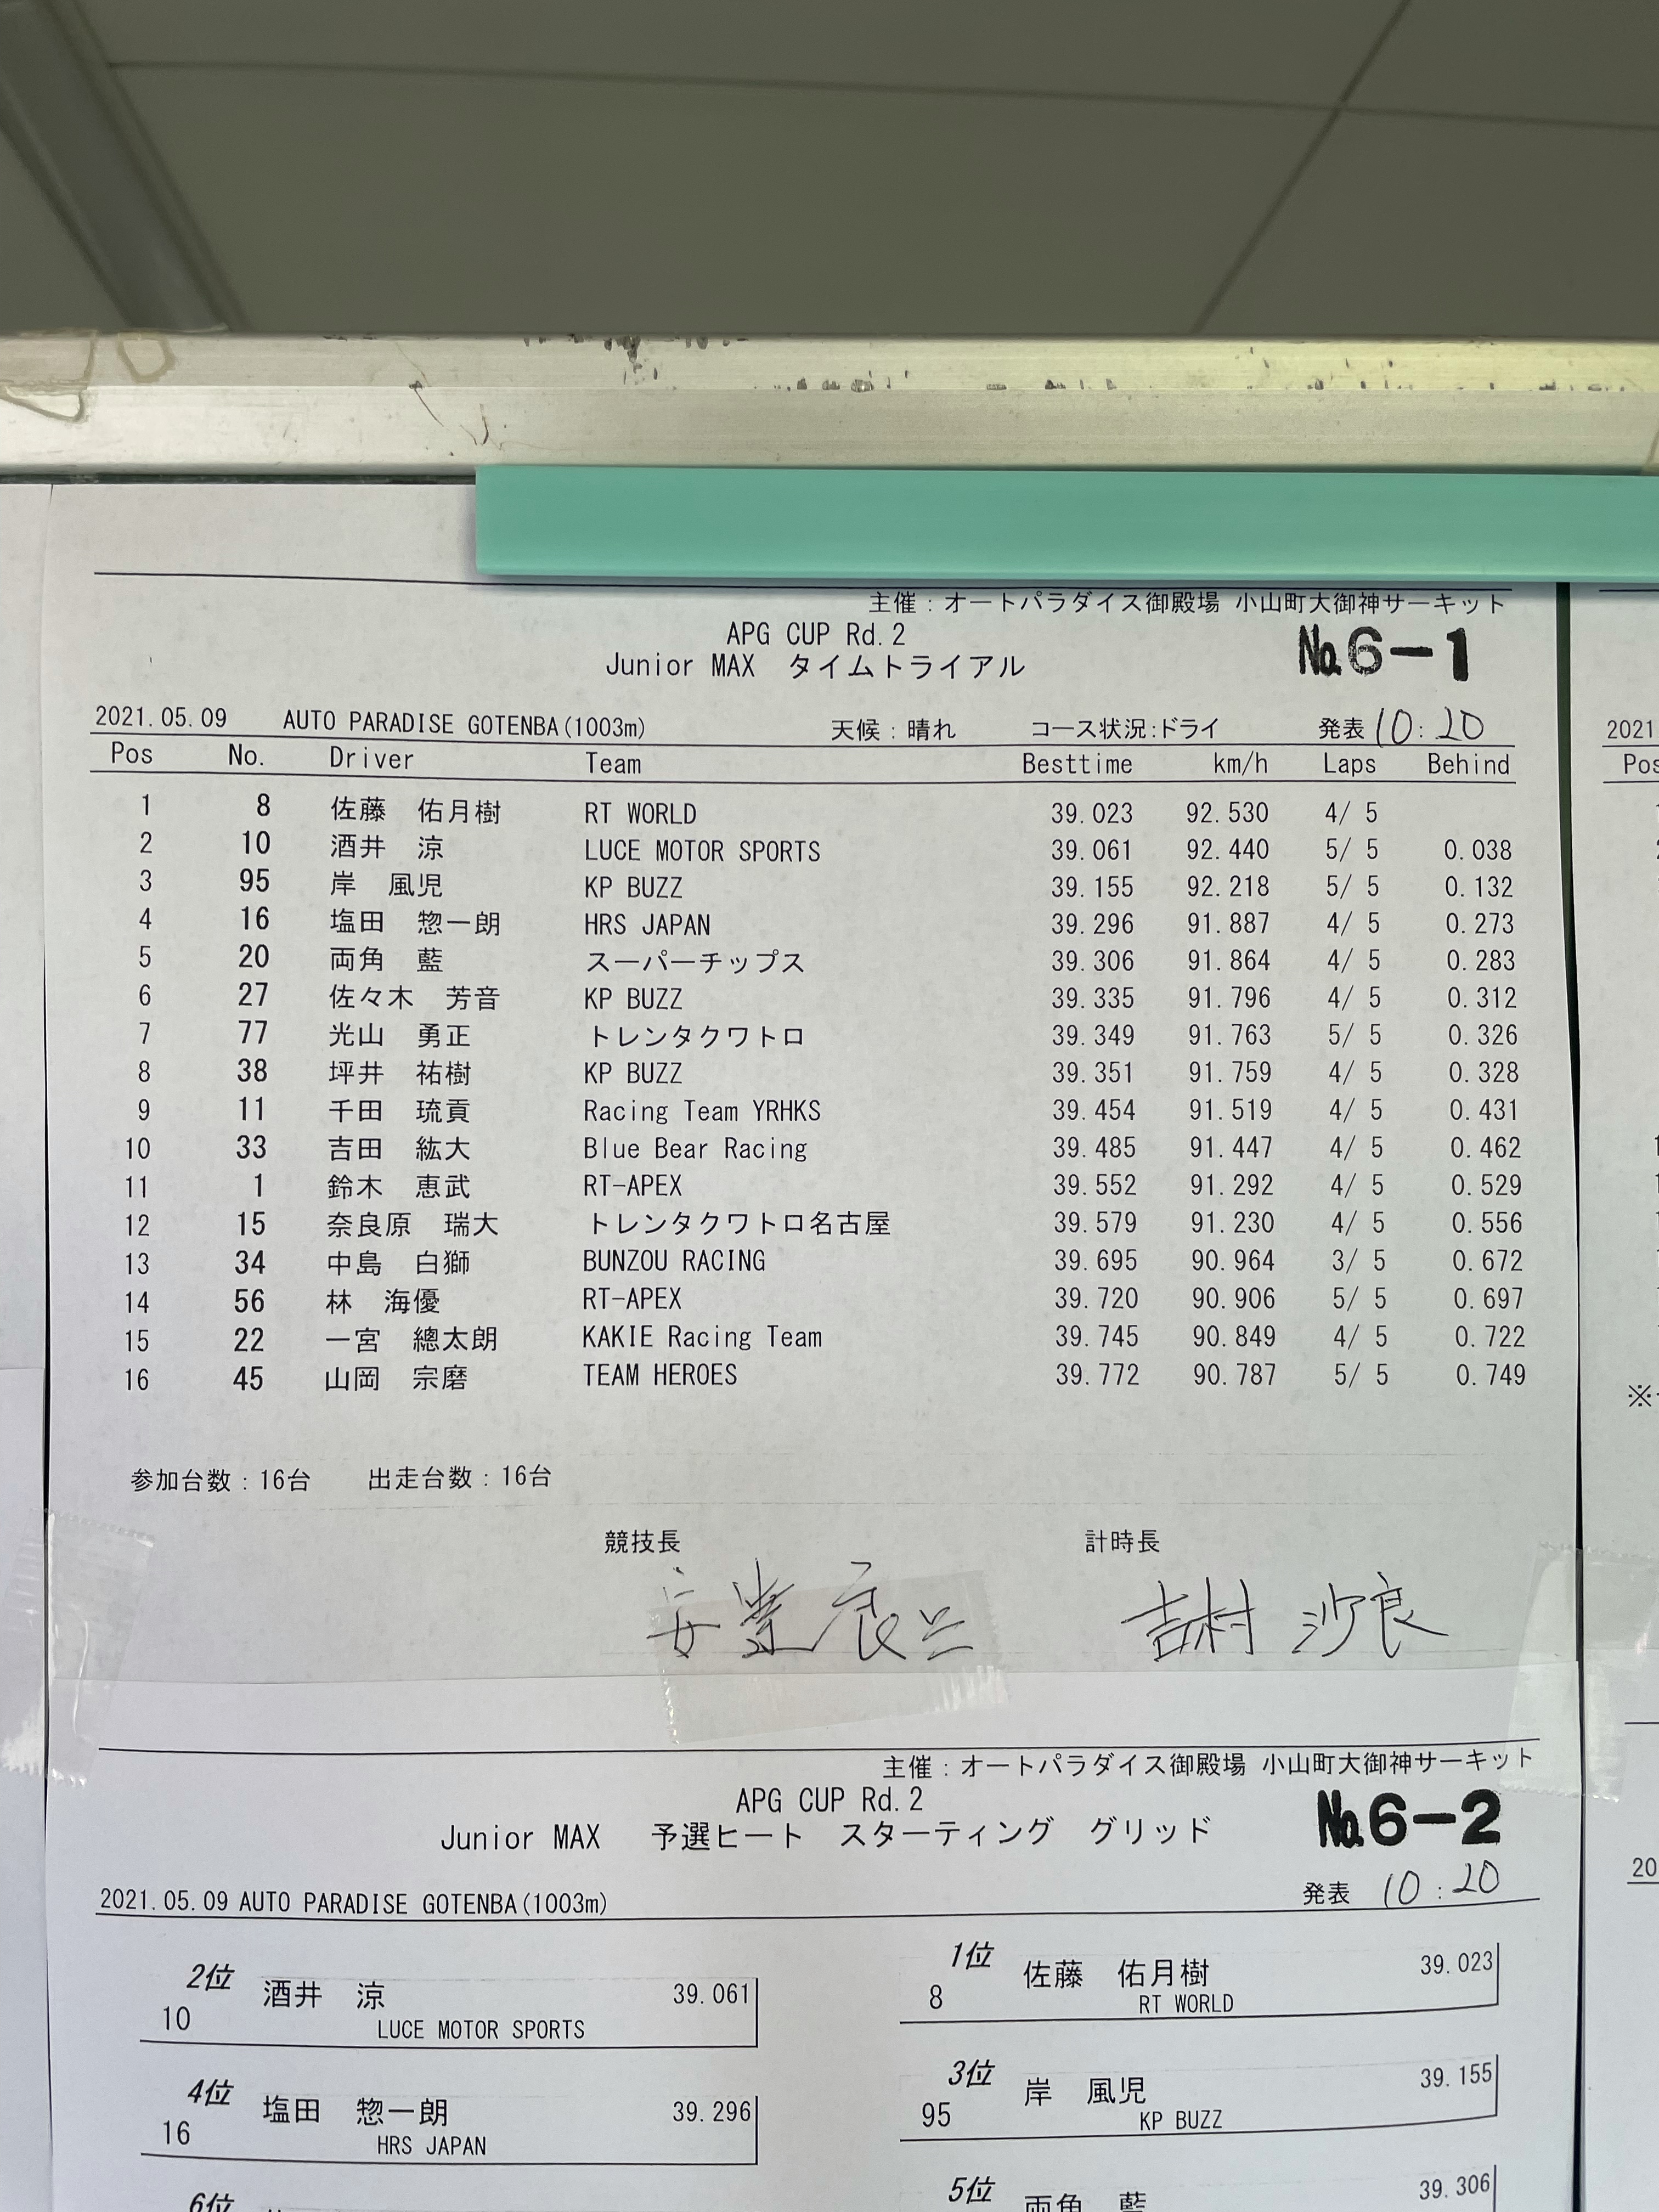 主催：オートパラダイス御殿場 小山町大御神サーキット
APG CUP Rd.2
No.6-1
Junior MAX タイムトライアル
2021.05.09 AUTO PARADISE GOTENBA(1003m) 天候：晴れ コース状況:ドライ 発表 10:20
Pos No. Driver Team Besttime km/h Laps Behind
1 8 佐藤 佑月樹 RT WORLD 39.023 92.530 4/ 5
2 10 酒井 涼 LUCE MOTOR SPORTS 39.061 92.440 5/ 5 0.038
3 95 岸 風児 KP BUZZ 39.155 92.218 5/ 5 0.132
4 16 塩田 惣一朗 HRS JAPAN 39.296 91.887 4/ 5 0.273
5 20 両角 藍 スーパーチップス 39.306 91.864 4/ 5 0.283
6 27 佐々木 芳音 KP BUZZ 39.335 91.796 4/ 5 0.312
7 77 光山 勇正 トレンタクワトロ 39.349 91.763 5/ 5 0.326
8 38 坪井 祐樹 KP BUZZ 39.351 91.759 4/ 5 0.328
9 11 千田 琉貢 Racing Team YRHKS 39.454 91.519 4/ 5 0.431
10 33 吉田 紘大 Blue Bear Racing 39.485 91.447 4/ 5 0.462
11 1 鈴木 恵武 RT-APEX 39.552 91.292 4/ 5 0.529
12 15 奈良原 瑞大 トレンタクワトロ名古屋 39.579 91.230 4/ 5 0.556
13 34 中島 白獅 BUNZOU RACING 39.695 90.964 3/ 5 0.672
14 56 林 海優 RT-APEX 39.720 90.906 5/ 5 0.697
15 22 一宮 總太朗 KAKIE Racing Team 39.745 90.849 4/ 5 0.722
16 45 山岡 宗磨 TEAM HEROES 39.772 90.787 5/ 5 0.749
参加台数：16台 出走台数：16台
競技長 計時長
吉村 沙良
主催：オートパラダイス御殿場 小山町大御神サーキット
APG CUP Rd.2
No.6-2
Junior MAX 予選ヒート スターティング グリッド
発表 10:20
2021.05.09 AUTO PARADISE GOTENBA(1003m)
1位 佐藤 佑月樹 39.023
8 RT WORLD
2位 酒井 涼 39.061
10 LUCE MOTOR SPORTS
3位 岸 風児 39.155
95 KP BUZZ
4位 塩田 惣一朗 39.296
16 HRS JAPAN
5位 両角 藍 39.306
6位
2021
Pos
20